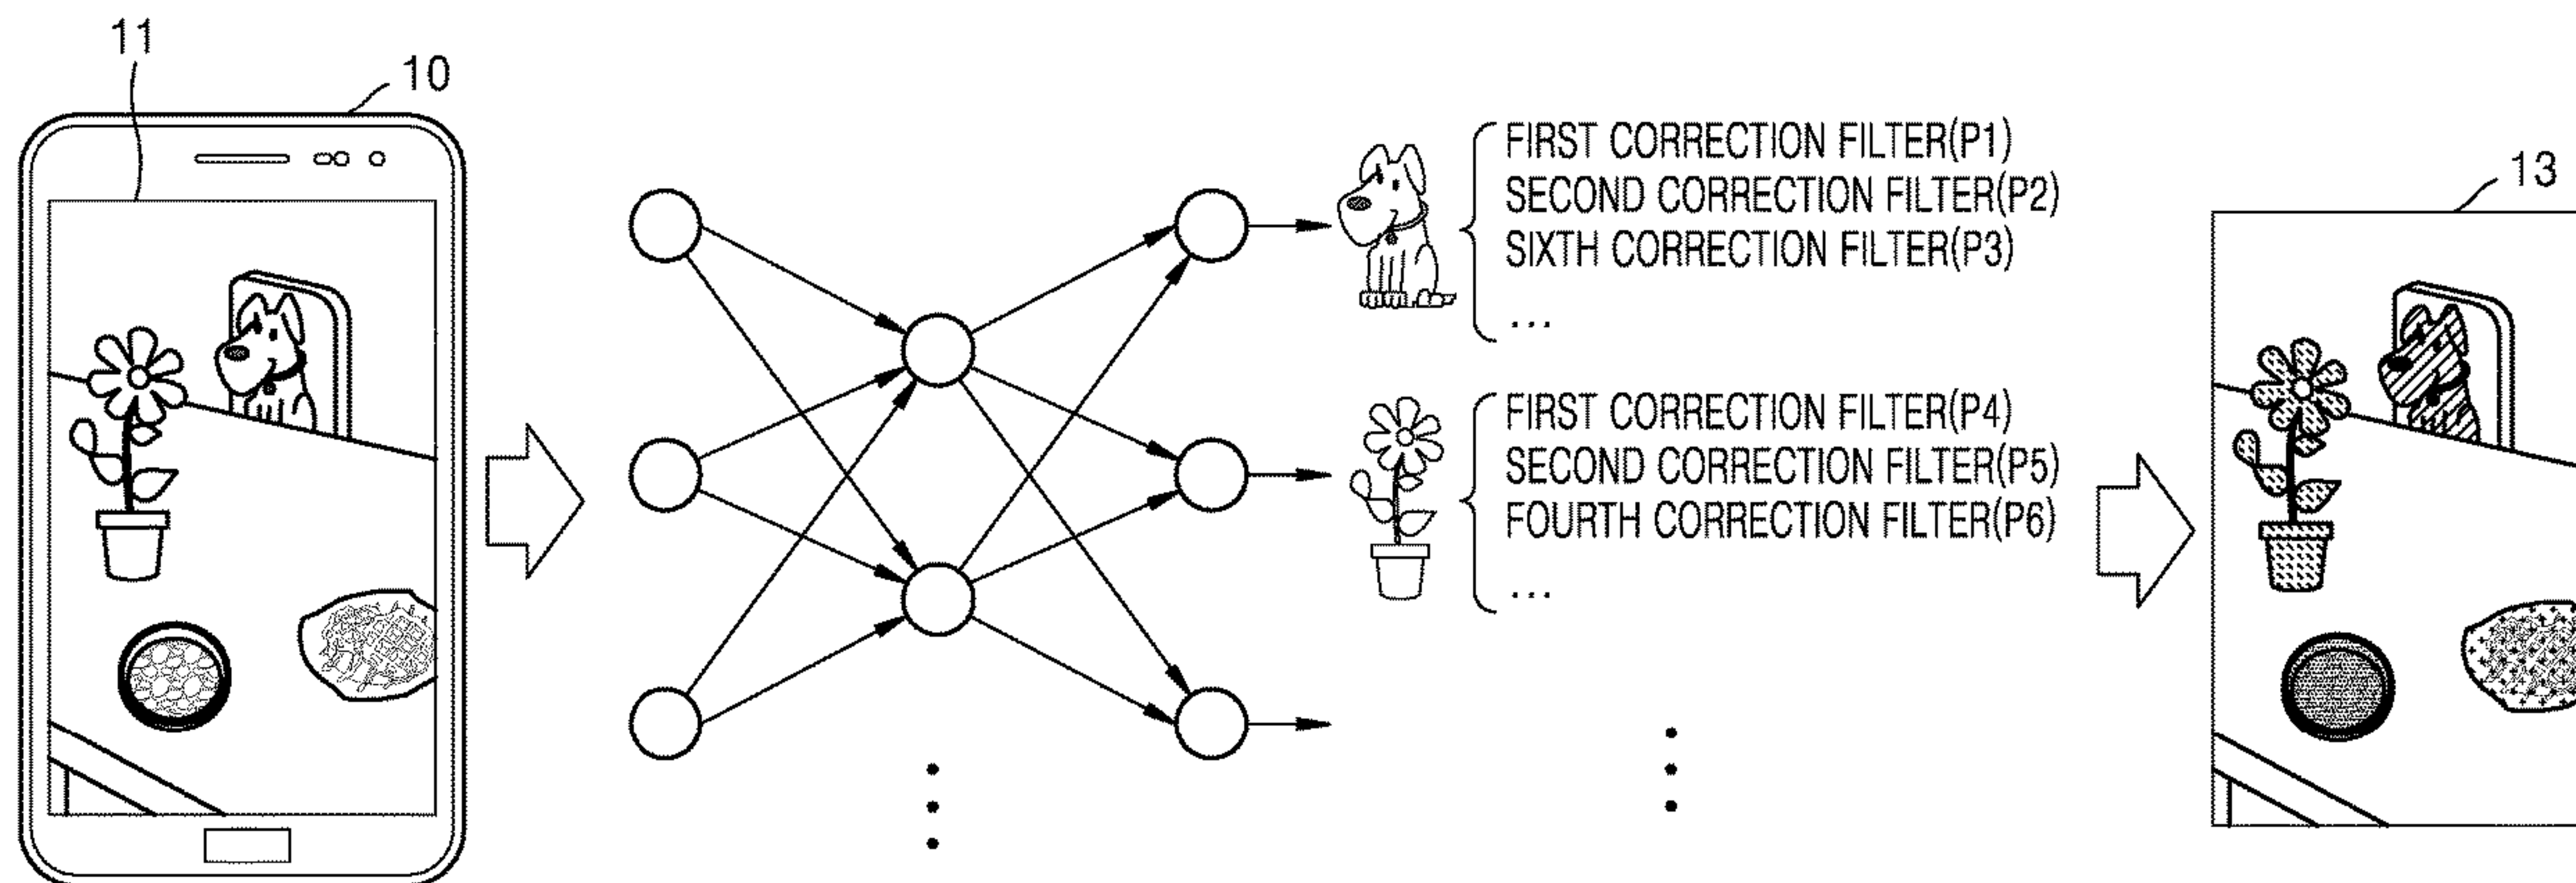 11
10
FIRST CORRECTION FILTER(P1)
SECOND CORRECTION FILTER(P2)
SIXTH CORRECTION FILTER(P3)
...
FIRST CORRECTION FILTER(P4)
SECOND CORRECTION FILTER(P5)
FOURTH CORRECTION FILTER(P6)
...
13